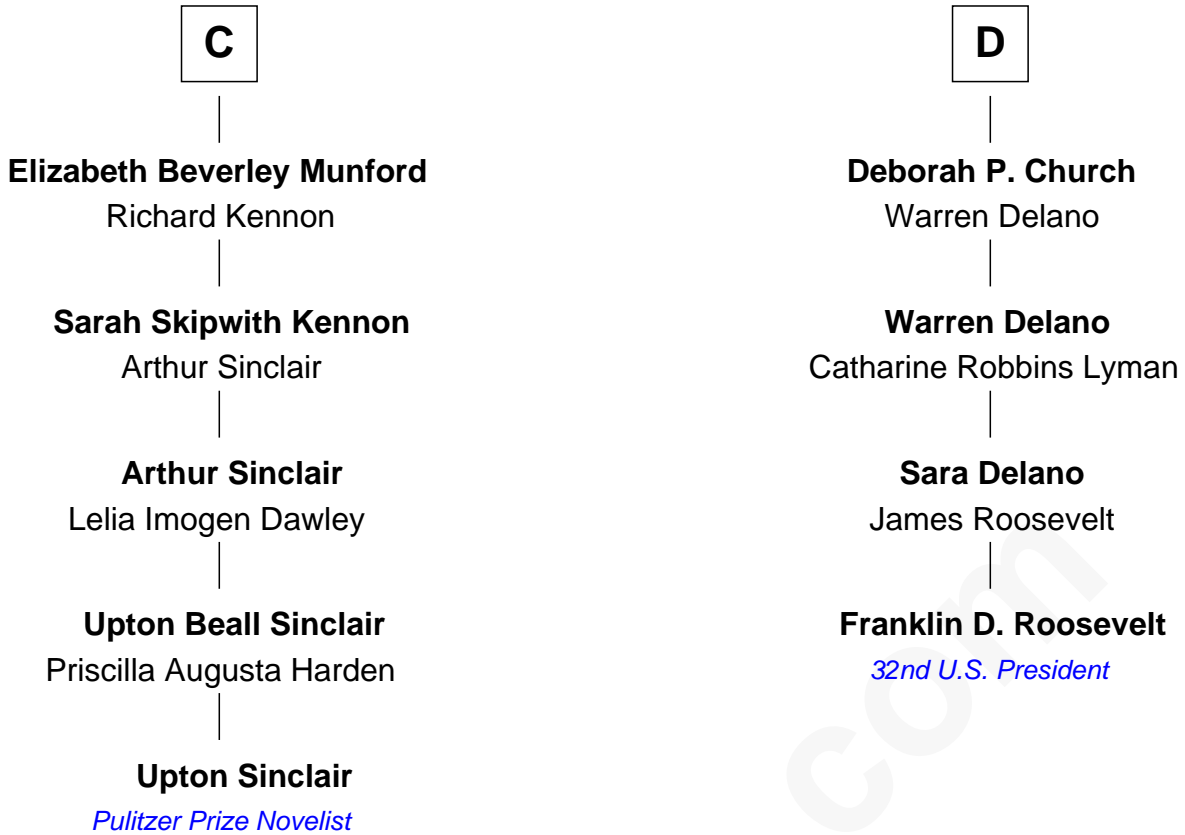 C
Elizabeth Beverley Munford
Richard Kennon
Sarah Skipwith Kennon
Arthur Sinclair
Arthur Sinclair
Lelia Imogen Dawley
Upton Beall Sinclair
Priscilla Augusta Harden
Upton Sinclair
Pulitzer Prize Novelist
D
Deborah P. Church
Warren Delano
Warren Delano
Catharine Robbins Lyman
Sara Delano
James Roosevelt
Franklin D. Roosevelt
32nd U.S. President
com